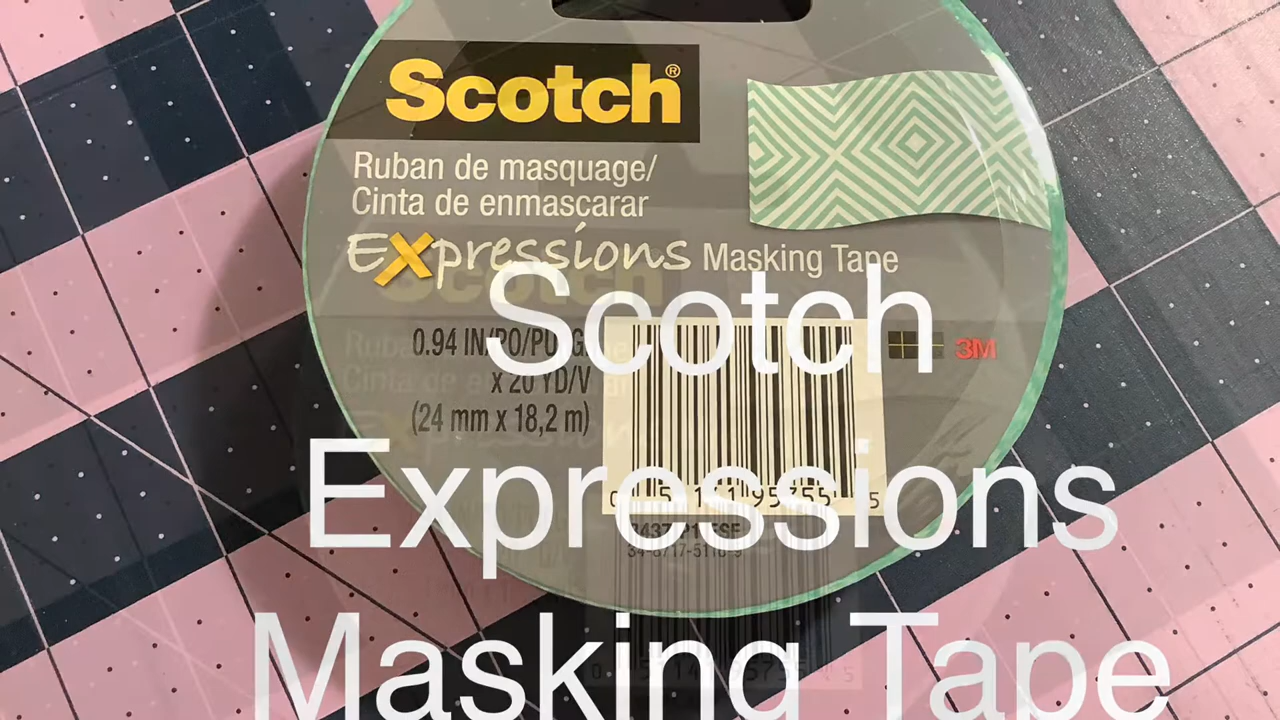 Scotch®
Ruban de masquage/
Cinta de enmascarar
Expressions Masking Tape
Scotch
0.94 IN/PO/PULG.
x 20 YD/V
(24 mm x 18,2 m)
3M
Expressions
Masking Tape